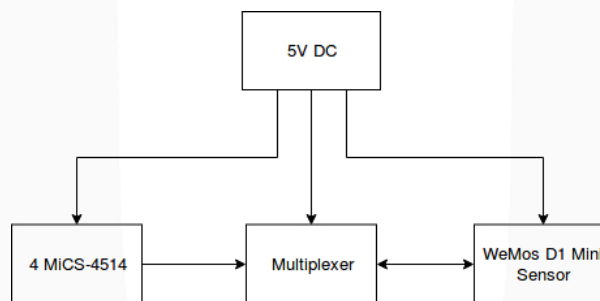 5V DC
4 MiCS-4514
Multiplexer
WeMos D1 Mini
Sensor